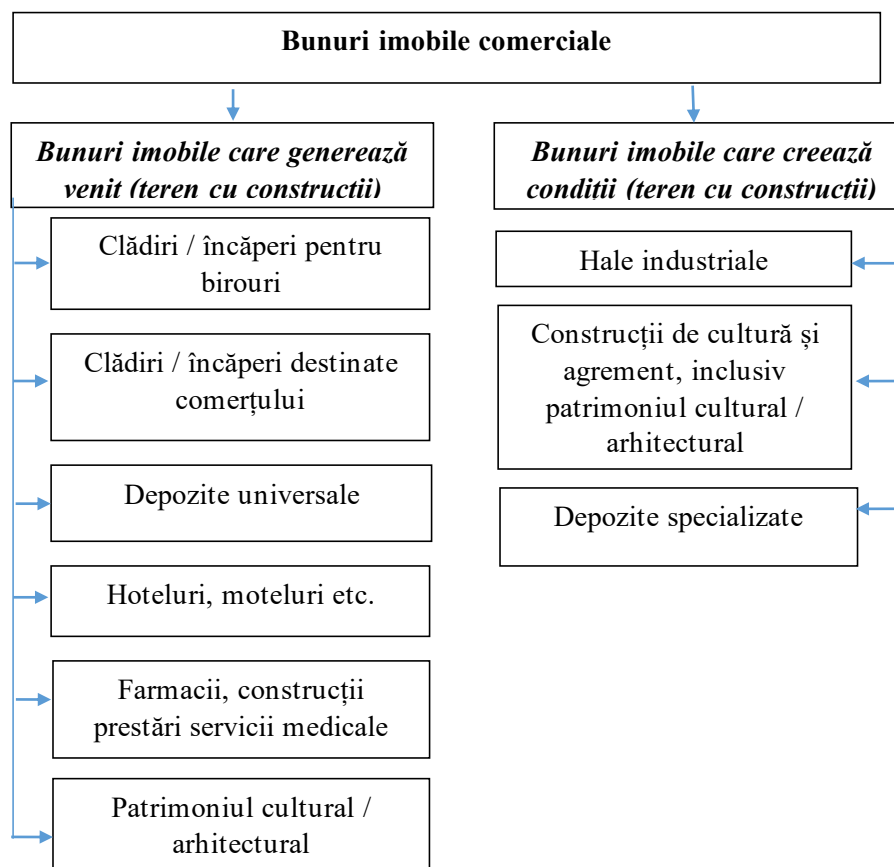 Bunuri imobile comerciale
Bunuri imobile care generează
venit (teren cu constructii)
Clădiri / încăperi pentru
birouri
Clădiri / încăperi destinate
comerțului
Depozite universale
Hoteluri, moteluri etc.
Farmacii, construcții
prestări servicii medicale
Patrimoniul cultural /
arhitectural
Bunuri imobile care creează
condiții (teren cu construcții)
Hale industriale
Construcții de cultură și
agrement, inclusiv
patrimoniul cultural /
arhitectural
Depozite specializate